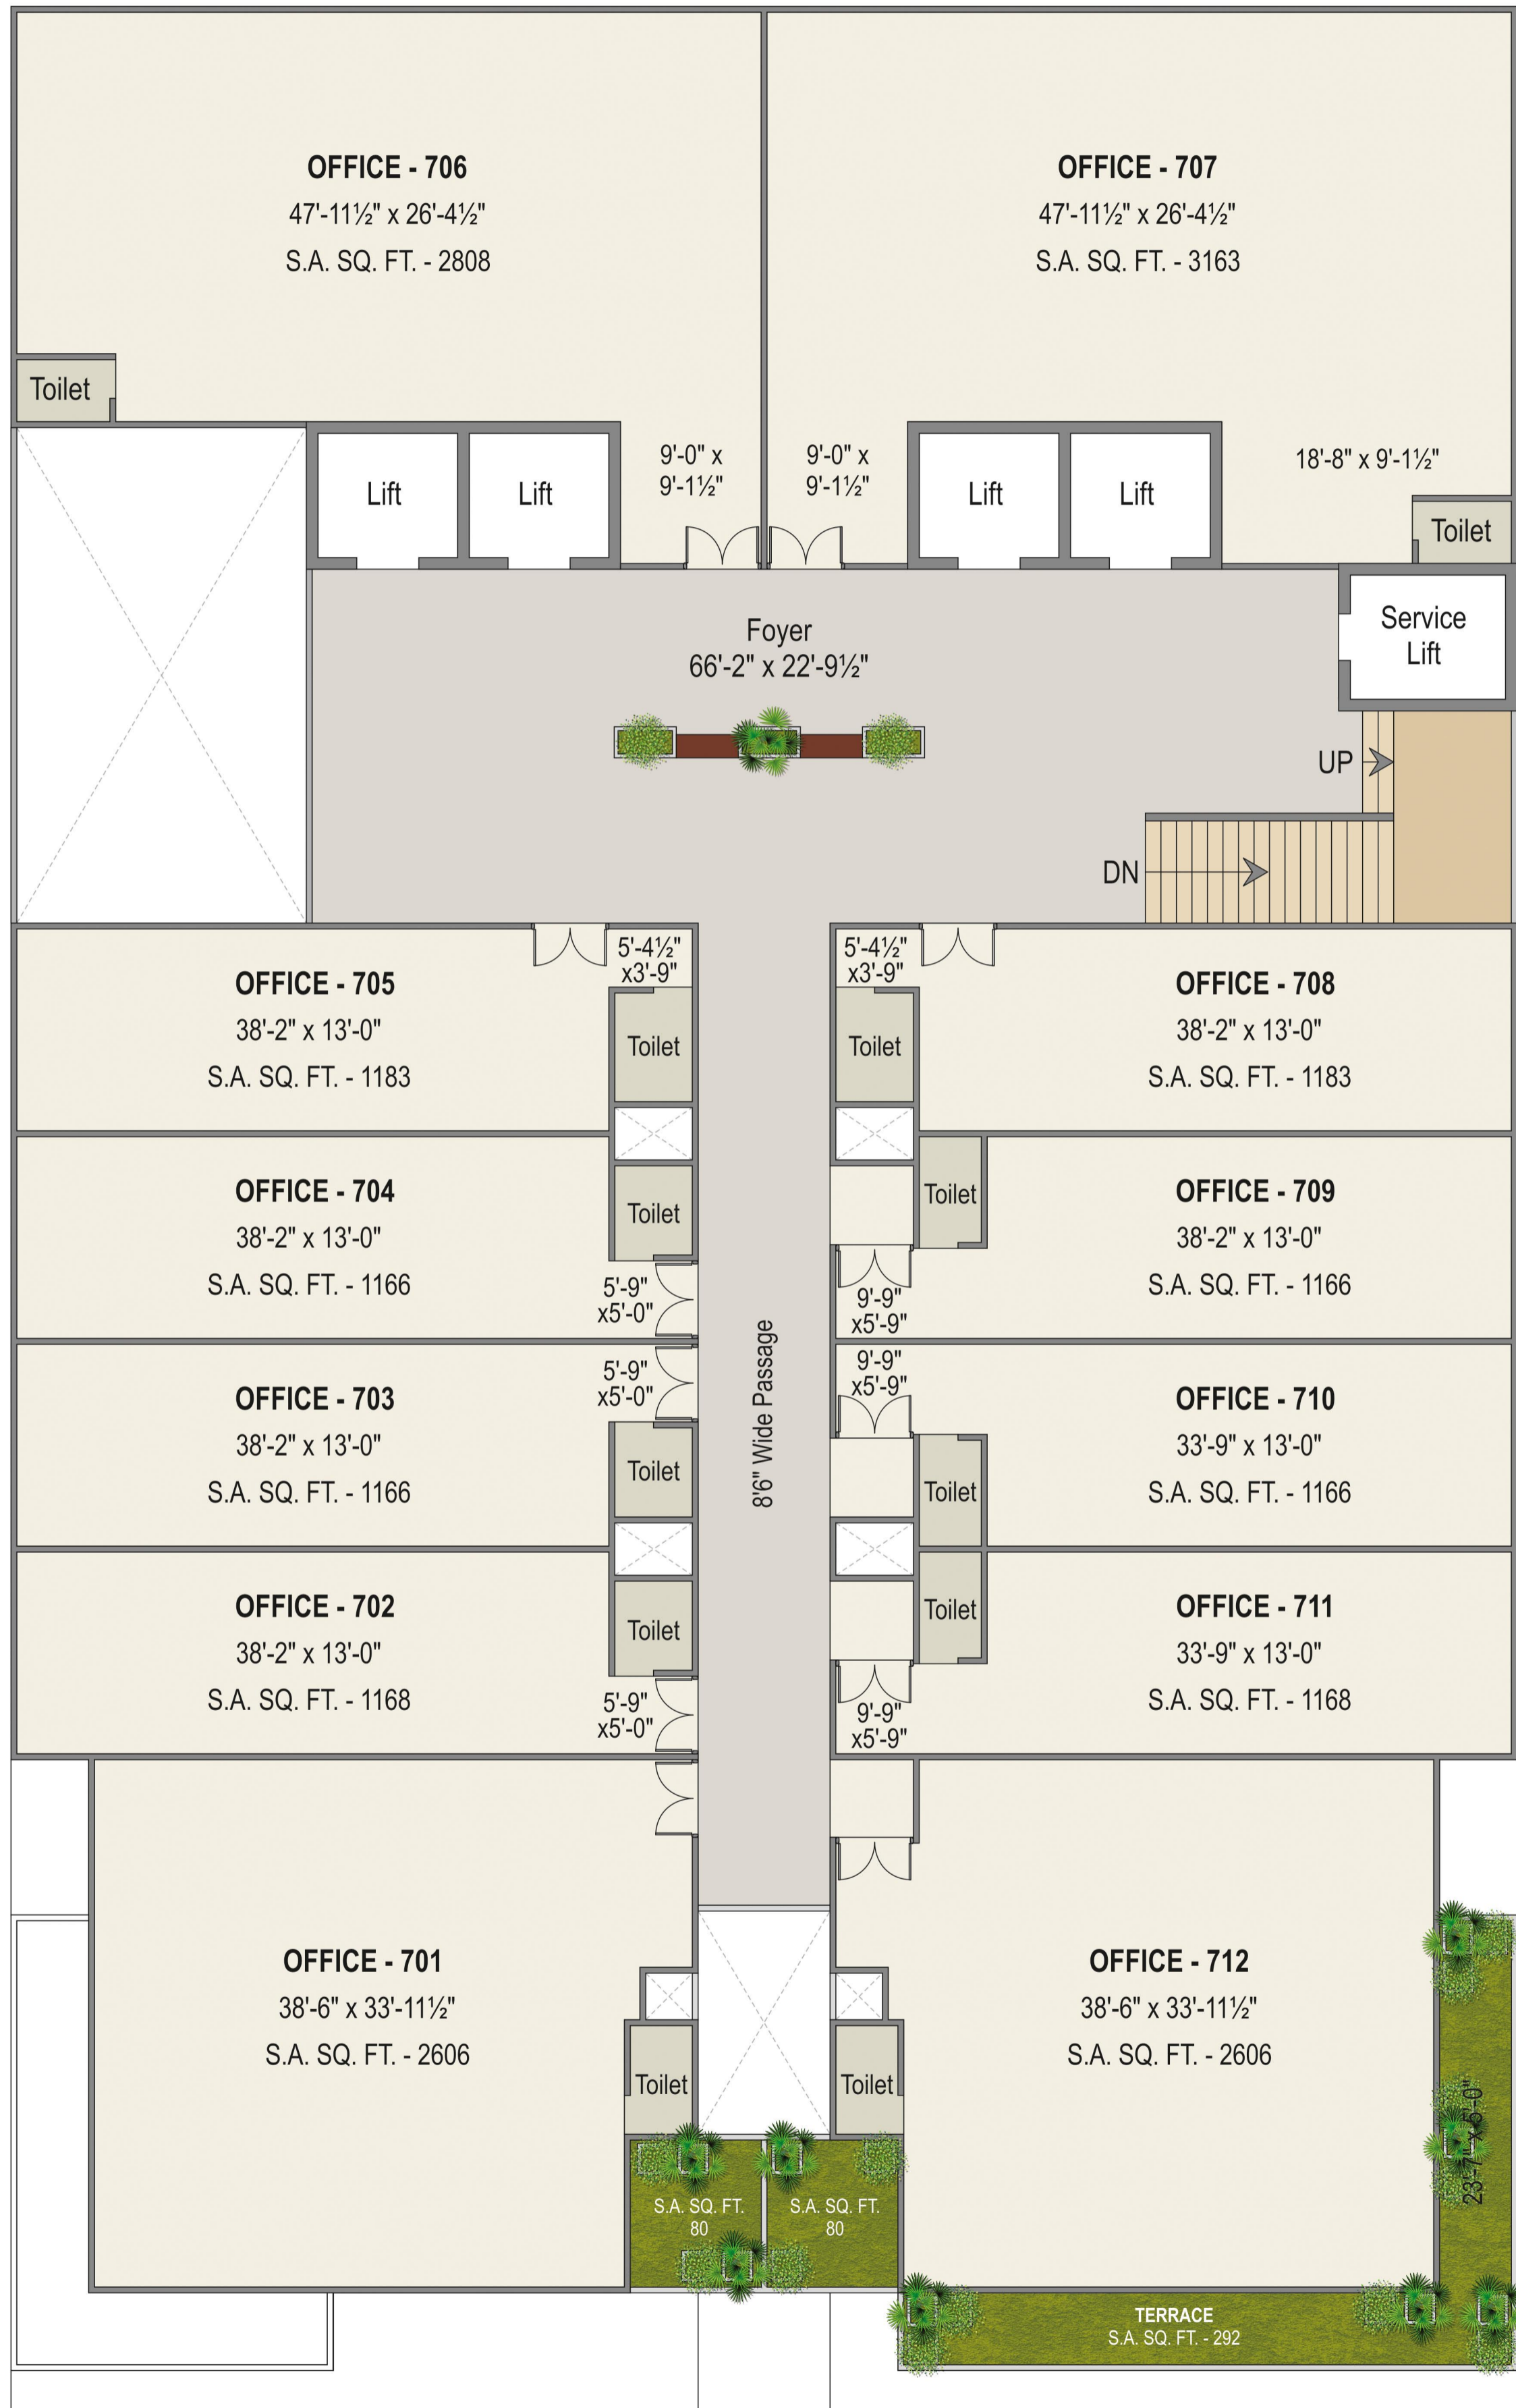 OFFICE - 706
47'-11½" x 26'-4½"
S.A. SQ. FT. - 2808
OFFICE - 707
47'-11½" x 26'-4½"
S.A. SQ. FT. - 3163
Toilet
Lift
Lift
9'-0" x
9'-1½"
9'-0" x
9'-1½"
Lift
Lift
18'-8" x 9'-1½"
Toilet
Foyer
66'-2" x 22'-9½"
Service
Lift
UP
DN
OFFICE - 705
38'-2" x 13'-0"
S.A. SQ. FT. - 1183
5'-4½"
x3'-9"
Toilet
5'-4½"
x3'-9"
Toilet
OFFICE - 708
38'-2" x 13'-0"
S.A. SQ. FT. - 1183
OFFICE - 704
38'-2" x 13'-0"
S.A. SQ. FT. - 1166
Toilet
5'-9"
x5'-0"
Toilet
9'-9"
x5'-9"
OFFICE - 709
38'-2" x 13'-0"
S.A. SQ. FT. - 1166
8'6" Wide Passage
OFFICE - 703
38'-2" x 13'-0"
S.A. SQ. FT. - 1166
5'-9"
x5'-0"
Toilet
9'-9"
x5'-9"
Toilet
OFFICE - 710
33'-9" x 13'-0"
S.A. SQ. FT. - 1166
OFFICE - 702
38'-2" x 13'-0"
S.A. SQ. FT. - 1168
Toilet
5'-9"
x5'-0"
Toilet
9'-9"
x5'-9"
OFFICE - 711
33'-9" x 13'-0"
S.A. SQ. FT. - 1168
OFFICE - 701
38'-6" x 33'-11½"
S.A. SQ. FT. - 2606
Toilet
Toilet
OFFICE - 712
38'-6" x 33'-11½"
S.A. SQ. FT. - 2606
23'-7" x5'-0"
S.A. SQ. FT.
80
S.A. SQ. FT.
80
TERRACE
S.A. SQ. FT. - 292